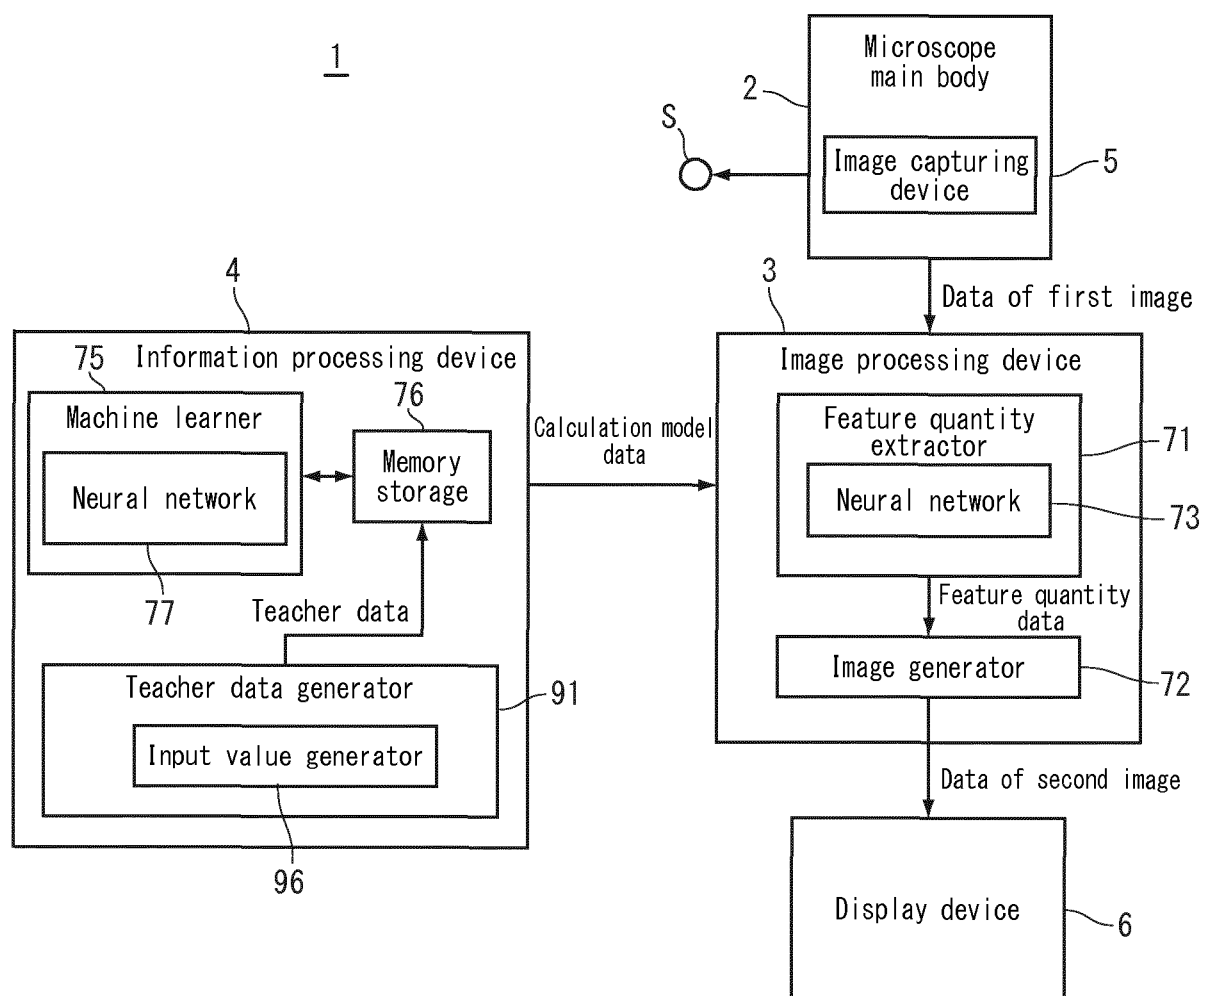 1
Microscope
main body
2
S
Image capturing
device
5
4
3
Data of first image
Information processing device
75
76
Machine learner
Neural network
Memory
storage
77
Teacher data
Teacher data generator
91
Input value generator
96
Calculation model
data
Image processing device
Feature quantity
extractor
71
Neural network
73
Feature quantity
data
Image generator
72
Data of second image
Display device
6